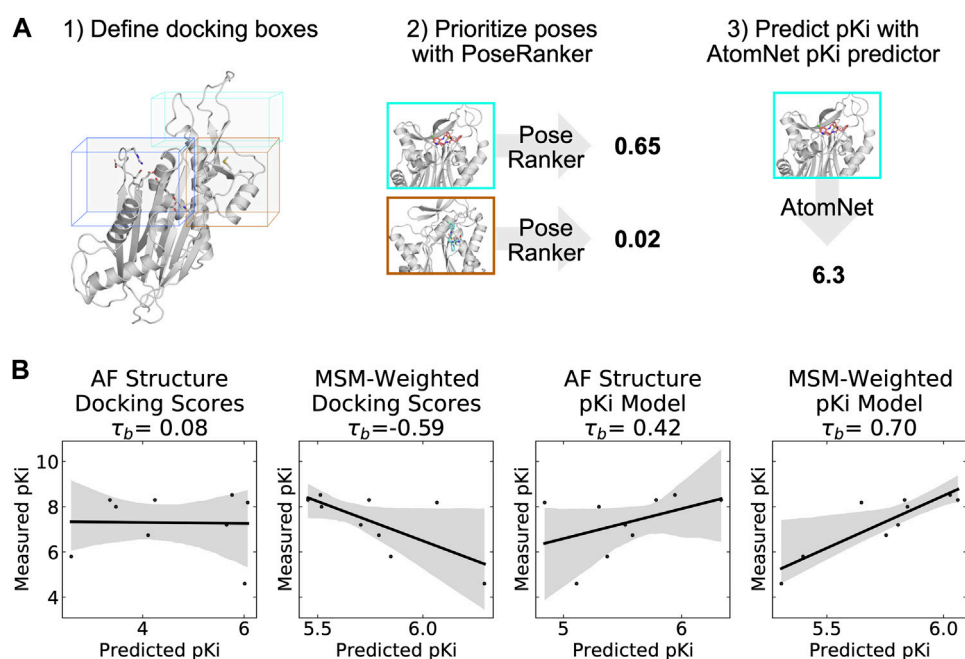 A
1) Define docking boxes
2) Prioritize poses
with PoseRanker
3) Predict pKi with
AtomNet pKi predictor
Pose
Ranker
0.65
Pose
Ranker
0.02
AtomNet
6.3
B
AF Structure
Docking Scores
τb= 0.08
MSM-Weighted
Docking Scores
τb=-0.59
AF Structure
pKi Model
τb= 0.42
MSM-Weighted
pKi Model
τb= 0.70
Measured pKi
10
8
6
4
4
6
Predicted pKi
Measured pKi
5.5
6.0
Predicted pKi
Measured pKi
5
6
Predicted pKi
Measured pKi
5.5
6.0
Predicted pKi